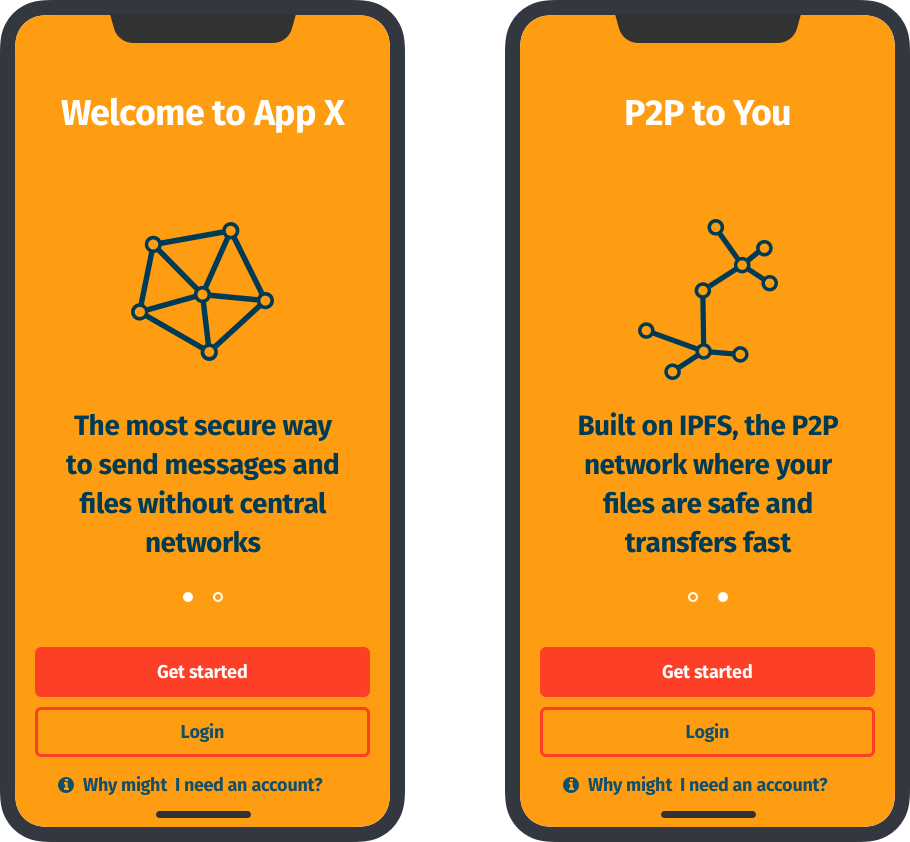 Welcome to App X
The most secure way
to send messages and
files without central
networks
Get started
Login
Why might I need an account?
P2P to You
Built on IPFS, the P2P
network where your
files are safe and
transfers fast
Get started
Login
Why might I need an account?